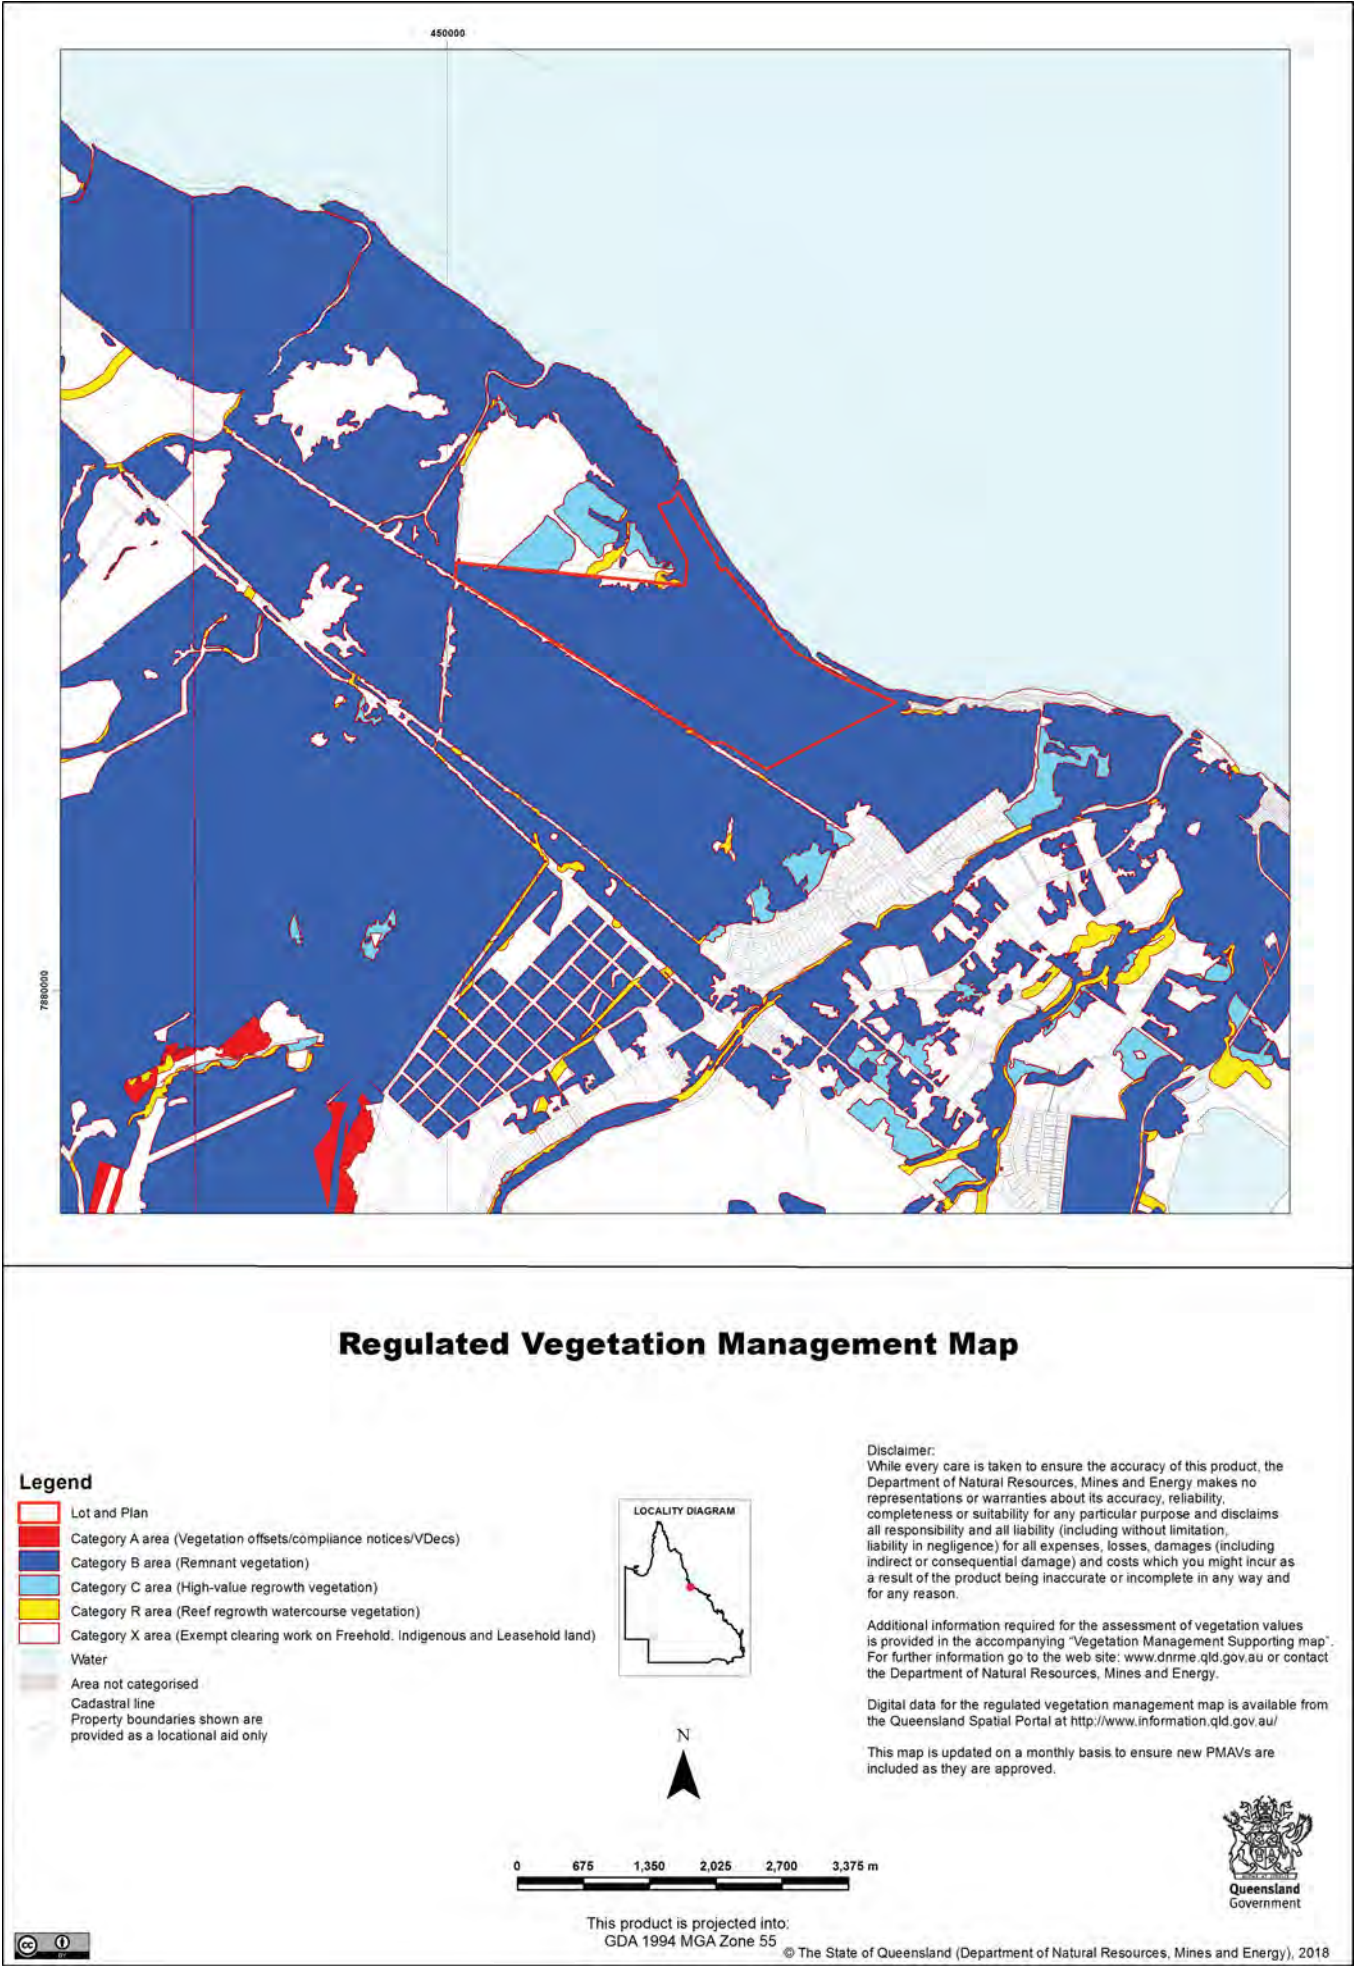 450000
7880000
Regulated Vegetation Management Map
Legend
Lot and Plan
Category A area (Vegetation offsets/compliance notices/VDecs)
Category B area (Remnant vegetation)
Category C area (High-value regrowth vegetation)
Category R area (Reef regrowth watercourse vegetation)
Category X area (Exempt clearing work on Freehold. Indigenous and Leasehold land)
Water
Area not categorised
Cadastral line
Property boundaries shown are
provided as a locational aid only
LOCALITY DIAGRAM
N
0 675 1,350 2,025 2,700 3,375 m
This product is projected into:
GDA 1994 MGA Zone 55
Disclaimer:
While every care is taken to ensure the accuracy of this product, the
Department of Natural Resources, Mines and Energy makes no
representations or warranties about its accuracy, reliability,
completeness or suitability for any particular purpose and disclaims
all responsibility and all liability (including without limitation,
liability in negligence) for all expenses, losses, damages (including
indirect or consequential damage) and costs which you might incur as
a result of the product being inaccurate or incomplete in any way and
for any reason.
Additional information required for the assessment of vegetation values
is provided in the accompanying "Vegetation Management Supporting map".
For further information go to the web site: www.dnrme.qld.gov.au or contact
the Department of Natural Resources, Mines and Energy.
Digital data for the regulated vegetation management map is available from
the Queensland Spatial Portal at http://www.information.qld.gov.au/
This map is updated on a monthly basis to ensure new PMAVs are
included as they are approved.
Queensland
Government
cc
BY
© The State of Queensland (Department of Natural Resources, Mines and Energy), 2018